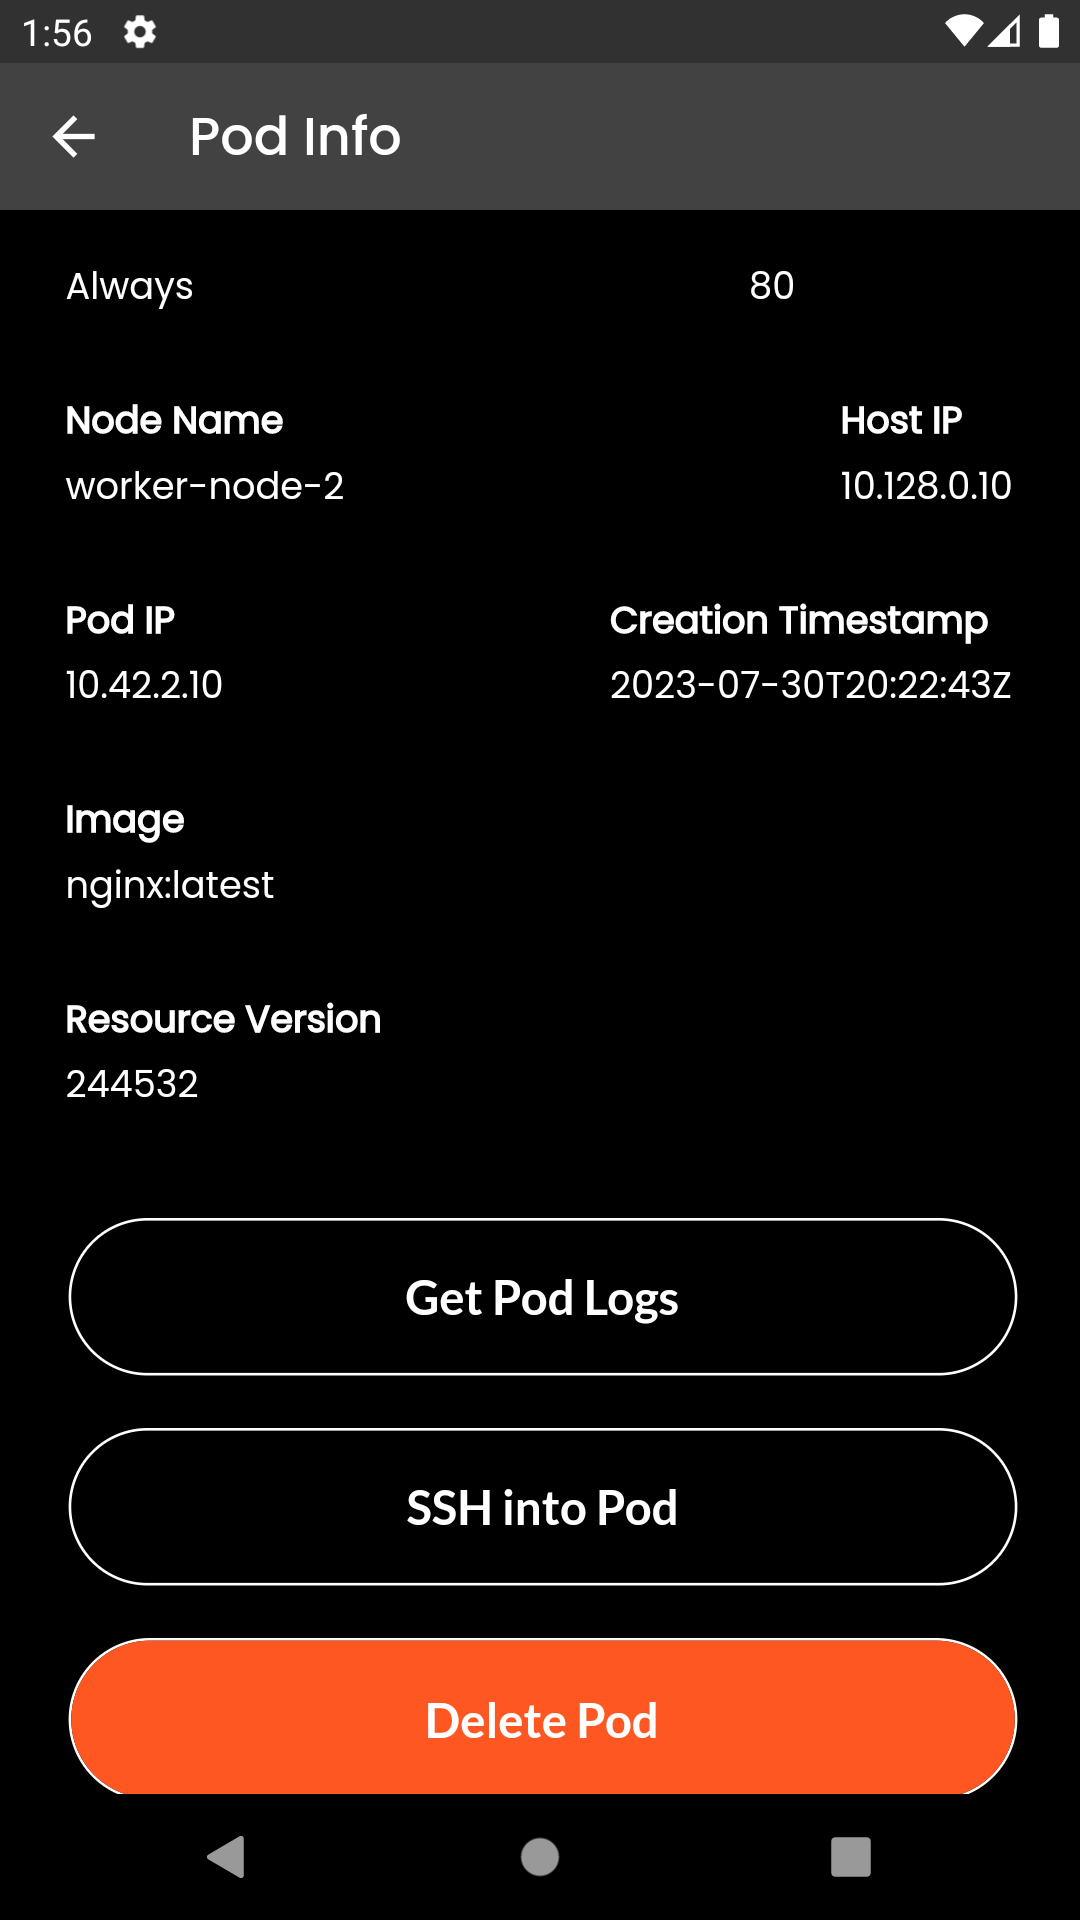 1:56
Pod Info
Always 80
Node Name Host IP
worker-node-2 10.128.0.10
Pod IP Creation Timestamp
10.42.2.10 2023-07-30T20:22:43Z
Image
nginx:latest
Resource Version
244532
Get Pod Logs
SSH into Pod
Delete Pod